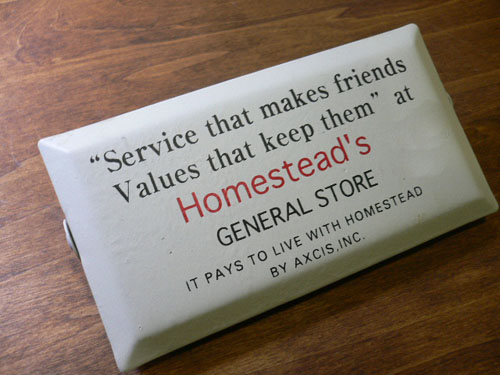 “Service that makes friends
Values that keep them” at
Homestead's
GENERAL STORE
IT PAYS TO LIVE WITH HOMESTEAD
BY AXCIS,INC.